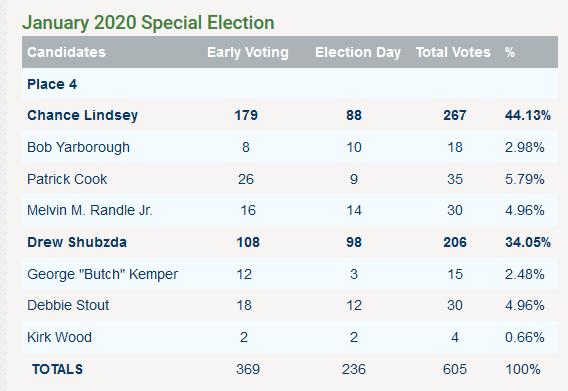 January 2020 Special Election
Candidates Early Voting Election Day Total Votes %
Place 4
Chance Lindsey 179 88 267 44.13%
Bob Yarborough 8 10 18 2.98%
Patrick Cook 26 9 35 5.79%
Melvin M. Randle Jr. 16 14 30 4.96%
Drew Shubzda 108 98 206 34.05%
George "Butch" Kemper 12 3 15 2.48%
Debbie Stout 18 12 30 4.96%
Kirk Wood 2 2 4 0.66%
TOTALS 369 236 605 100%